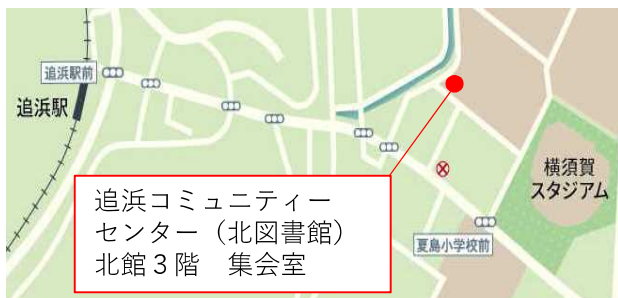 追浜駅前
追浜駅
横須賀
スタジアム
追浜コミュニティー
センター（北図書館）
北館３階　集会室
夏島小学校前